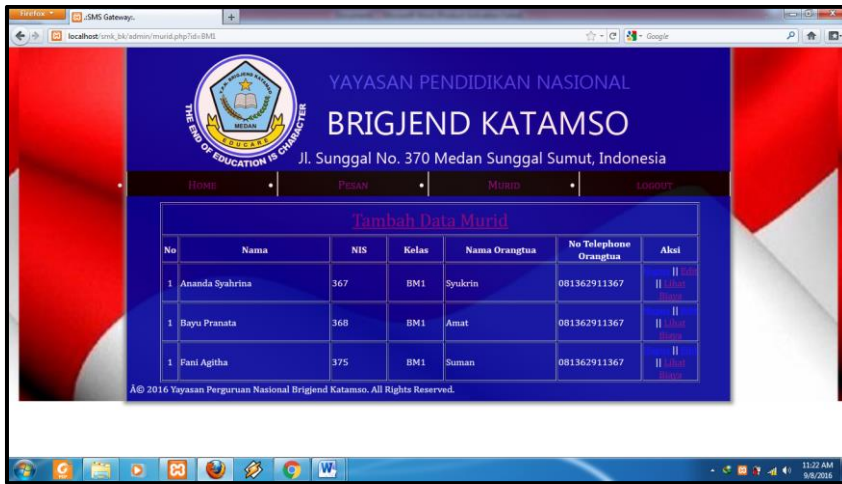 Firefox
.:SMS Gateway:.
localhost/smk_bk/admin/murid.php?id=BM1
Google
YAYASAN PENDIDIKAN NASIONAL
BRIGJEND KATAMSO
Jl. Sunggal No. 370 Medan Sunggal Sumut, Indonesia
MEDAN
EDUCARE
THE END OF EDUCATION IS CHARACTER
HOME PESAN MURID LOGOUT
Tambah Data Murid
No Nama NIS Kelas Nama Orangtua No Telephone Orangtua Aksi
1 Ananda Syahrina 367 BM1 Syukrin 081362911367 || Edit
|| Lihat
Biaya
1 Bayu Pranata 368 BM1 Amat 081362911367 ||
|| Lihat
Biaya
1 Fani Agitha 375 BM1 Suman 081362911367 ||
|| Lihat
Biaya
Â© 2016 Yayasan Perguruan Nasional Brigjend Katamso. All Rights Reserved.
11:22 AM
9/8/2016